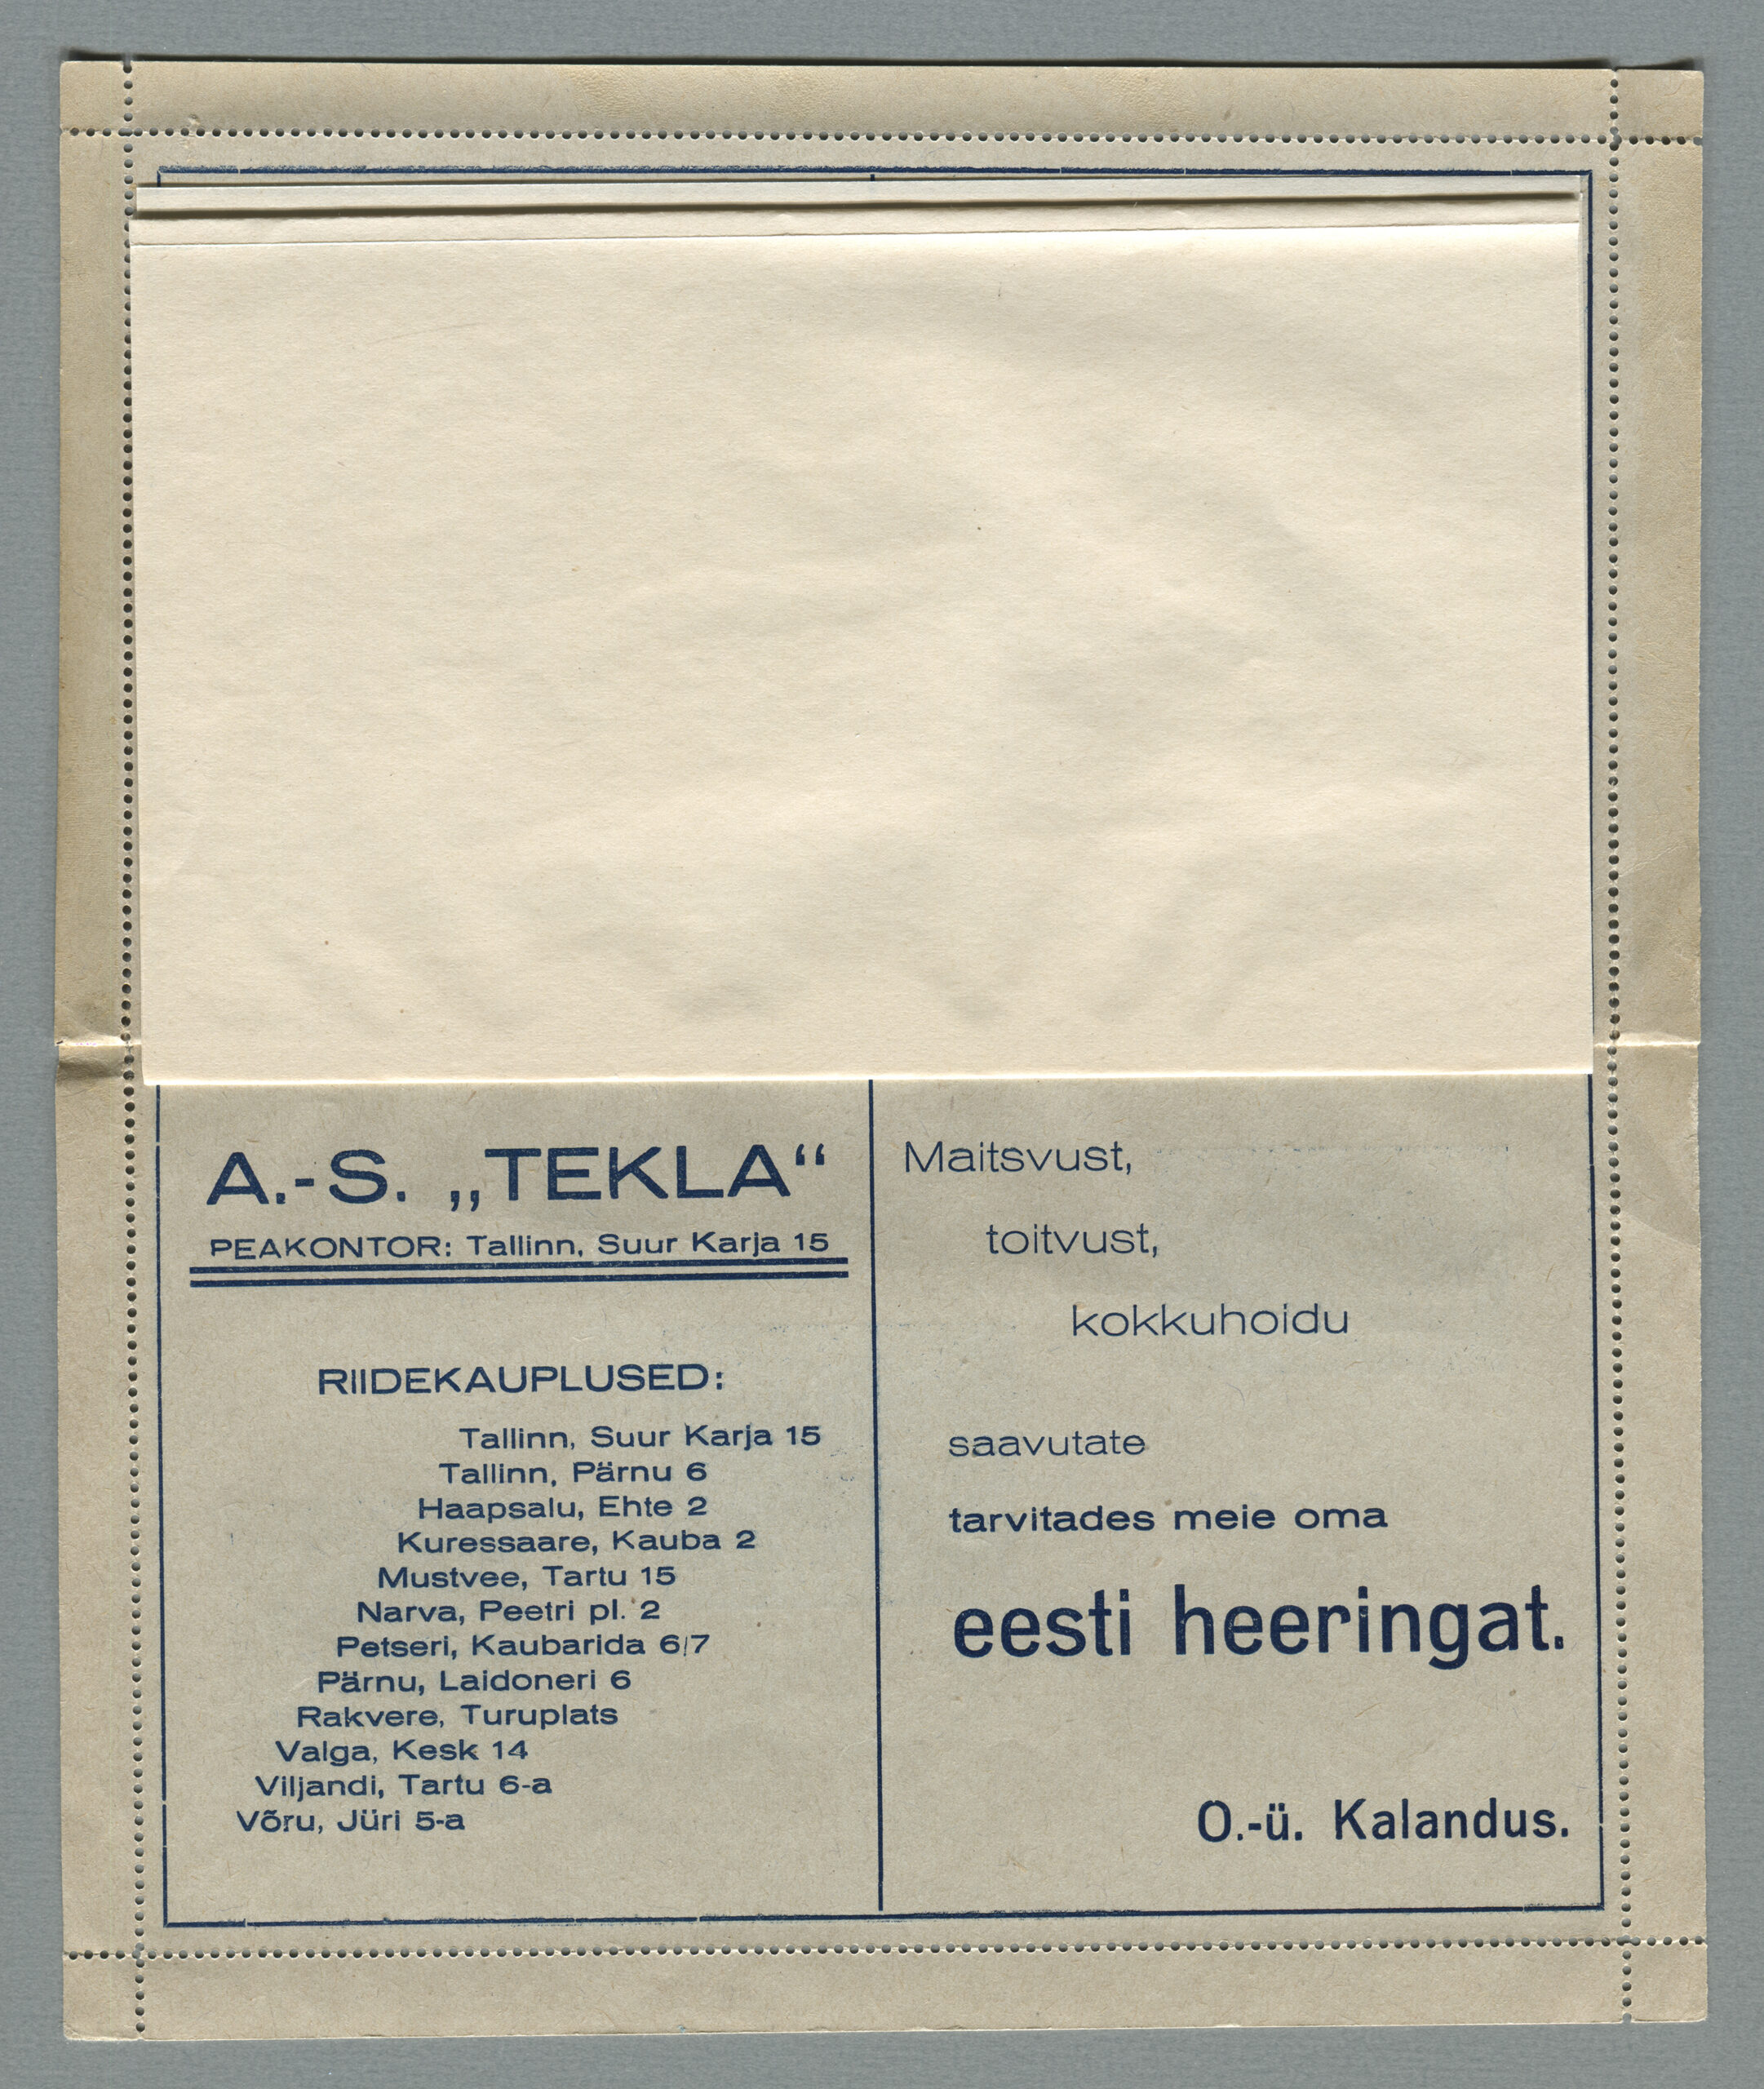 A.-S. „TEKLA“
PEAKONTOR: Tallinn, Suur Karja 15
RIIDEKAUPLUSED:
Tallinn, Suur Karja 15
Tallinn, Pärnu 6
Haapsalu, Ehte 2
Kuressaare, Kauba 2
Mustvee, Tartu 15
Narva, Peetri pl. 2
Petseri, Kaubarida 6/7
Pärnu, Laidoneri 6
Rakvere, Turuplats
Valga, Kesk 14
Viljandi, Tartu 6-a
Võru, Jüri 5-a
Maitsvust,
toitvust,
kokkuhoidu
saavutate
tarvitades meie oma
eesti heeringat.
O.-ü. Kalandus.